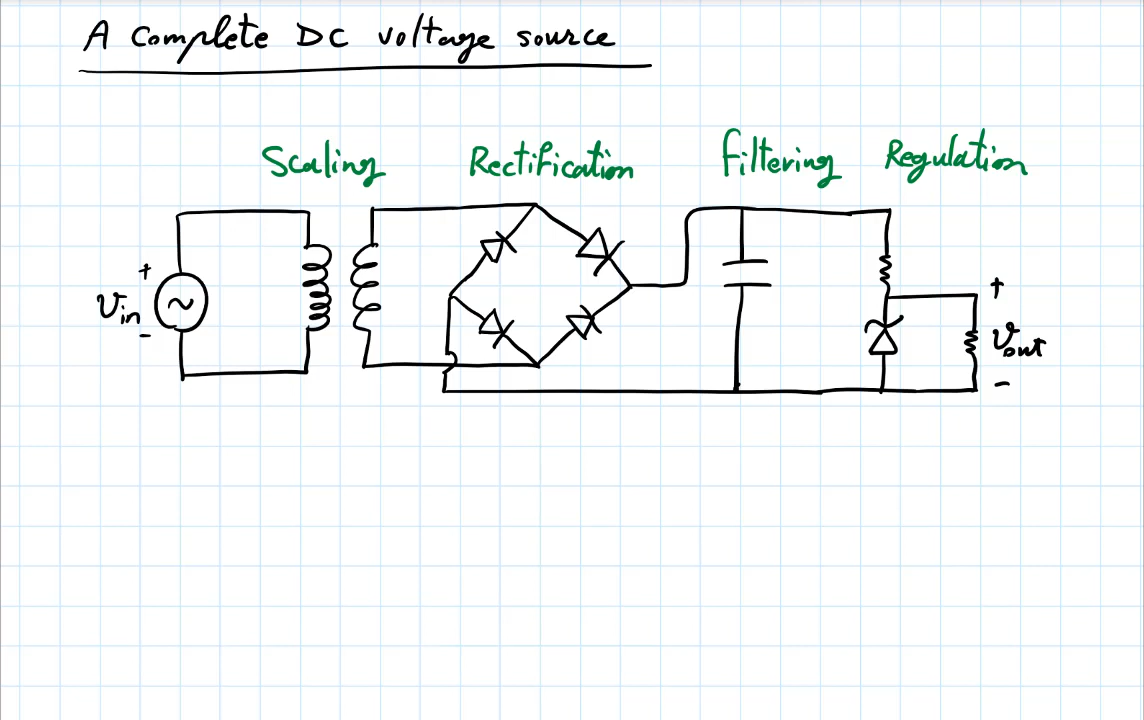 A Complete DC voltage source
Scaling Rectification Filtering Regulation
+
Vin
-
+
Vout
-